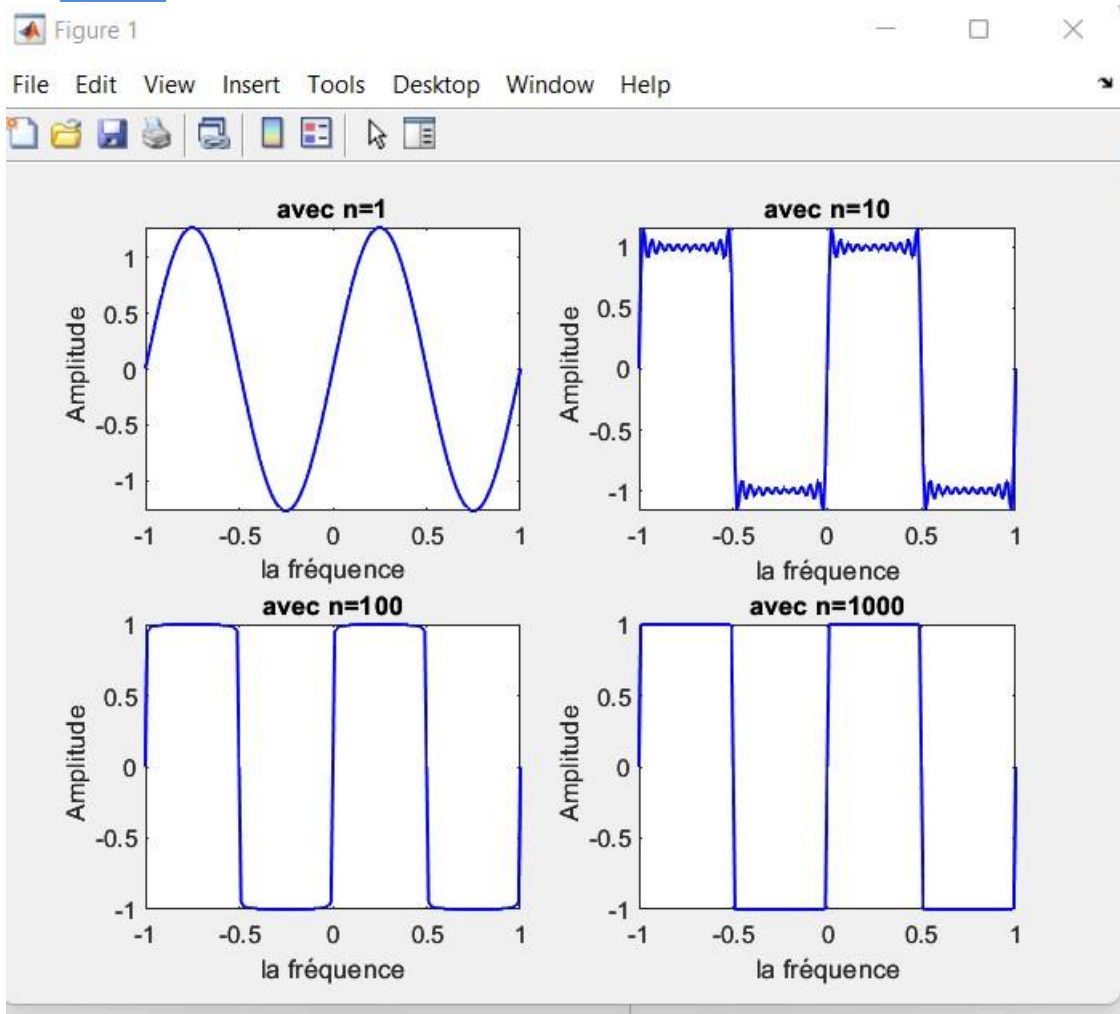 Figure 1
File Edit View Insert Tools Desktop Window Help
avec n=1
1
0.5
0
-0.5
-1
Amplitude
-1 -0.5 0 0.5 1
la fréquence
avec n=10
1
0.5
0
-0.5
-1
Amplitude
-1 -0.5 0 0.5 1
la fréquence
avec n=100
1
0.5
0
-0.5
-1
Amplitude
-1 -0.5 0 0.5 1
la fréquence
avec n=1000
1
0.5
0
-0.5
-1
Amplitude
-1 -0.5 0 0.5 1
la fréquence